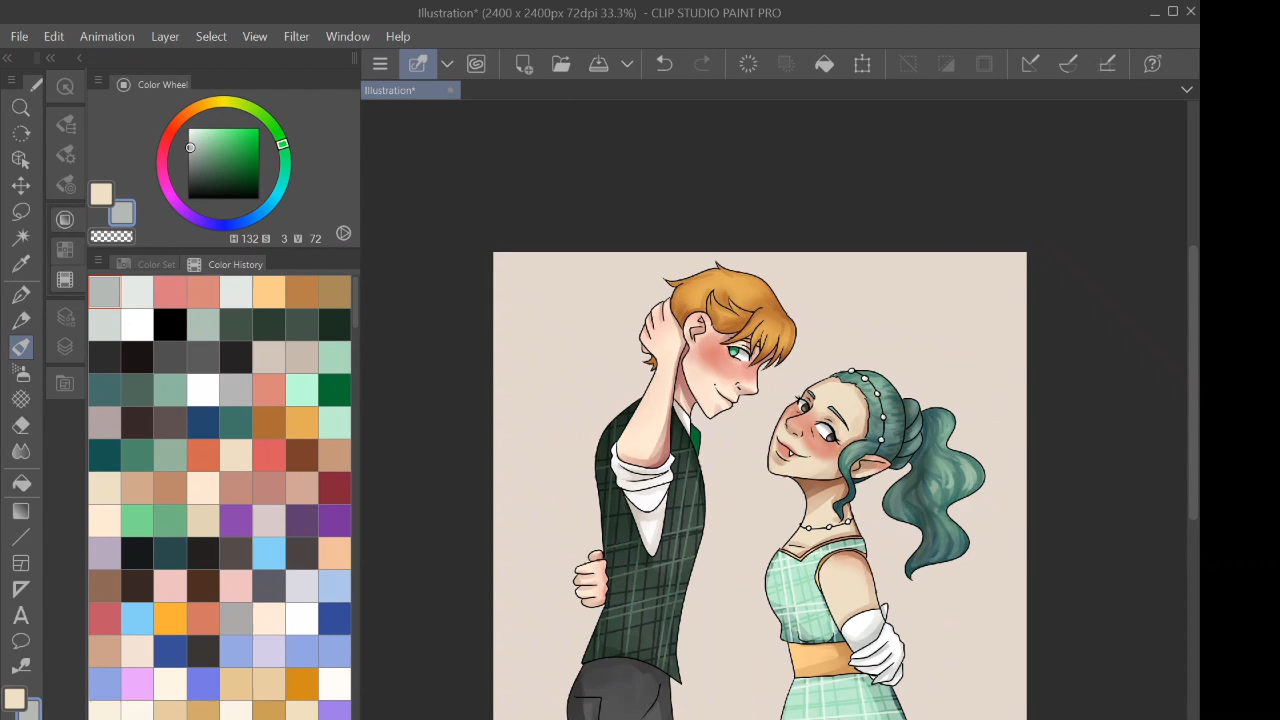 Illustration* (2400 x 2400px 72dpi 33.3%) - CLIP STUDIO PAINT PRO
File Edit Animation Layer Select View Filter Window Help
Illustration*
Color Wheel
H 132 S 3 V 72
Color Set Color History
A